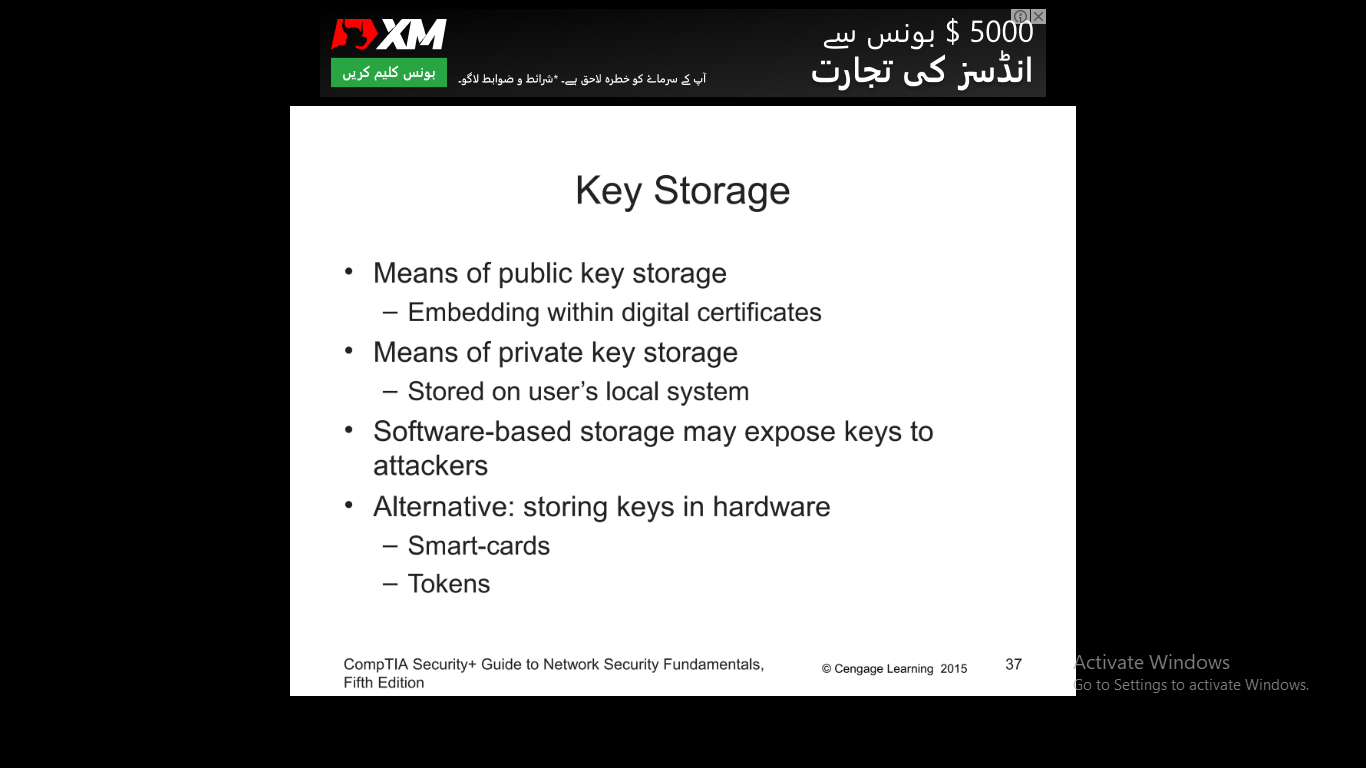 XM
5000 $ بونس سے
انڈسز کی تجارت
بونس کلیم کریں
آپ کے سرمائے کو خطرہ لاحق ہے۔ *شرائط و ضوابط لاگو۔
Key Storage
• Means of public key storage
– Embedding within digital certificates
• Means of private key storage
– Stored on user’s local system
• Software-based storage may expose keys to
attackers
• Alternative: storing keys in hardware
– Smart-cards
– Tokens
CompTIA Security+ Guide to Network Security Fundamentals,
Fifth Edition
© Cengage Learning 2015
37
Activate Windows
Go to Settings to activate Windows.